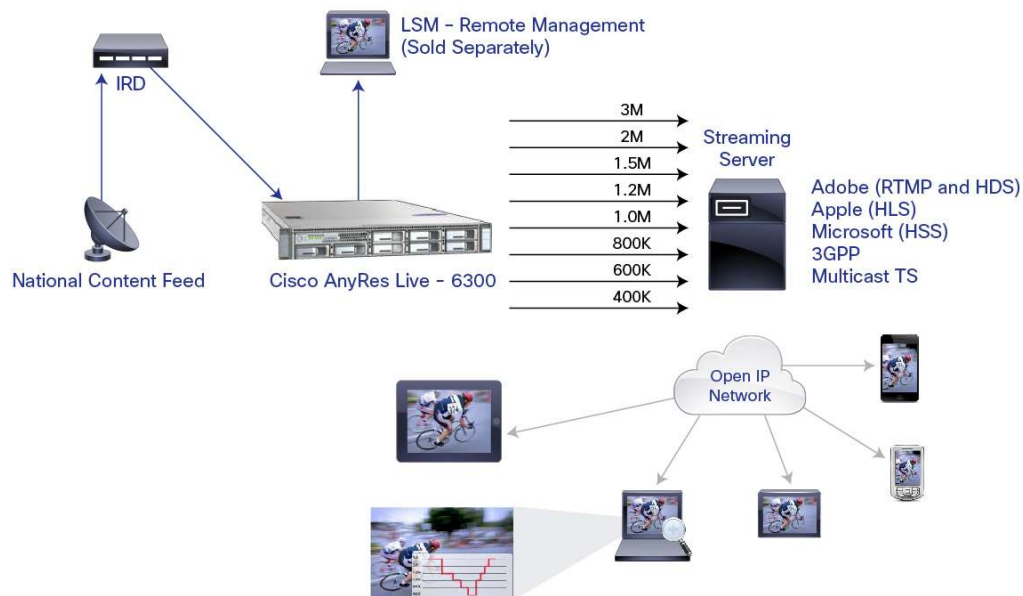 LSM - Remote Management
(Sold Separately)
IRD
3M
2M
1.5M
1.2M
1.0M
800K
600K
400K
Streaming
Server
Adobe (RTMP and HDS)
Apple (HLS)
Microsoft (HSS)
3GPP
Multicast TS
National Content Feed
Cisco AnyRes Live - 6300
Open IP
Network